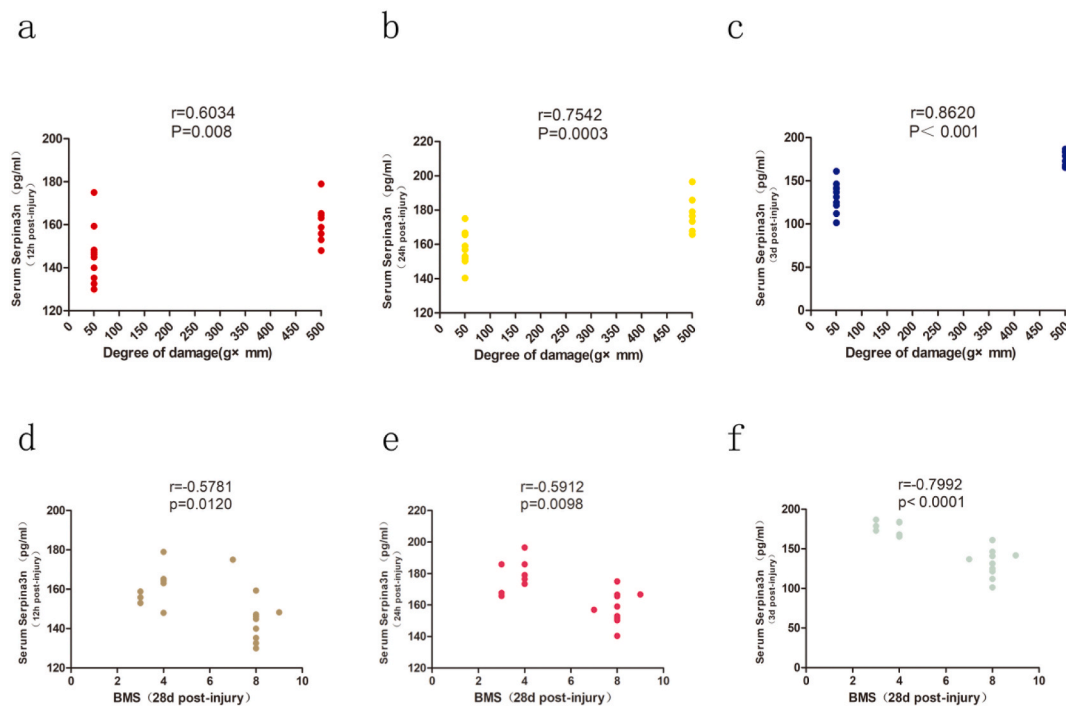 a
r=0.6034
P=0.008
Serum Serpina3n（pg/ml）
（12h post-injury）
200
180
160
140
120
0 50 100 150 200 250 300 350 400 450 500
Degree of damage(g× mm)
b
r=0.7542
P=0.0003
Serum Serpina3n（pg/ml）
（24h post-injury）
220
200
180
160
140
120
0 50 100 150 200 250 300 350 400 450 500
Degree of damage(g× mm)
c
r=0.8620
P＜ 0.001
Serum Serpina3n（pg/ml）
（3d post-injury）
200
150
100
50
0
0 50 100 150 200 250 300 350 400 450 500
Degree of damage(g× mm)
d
r=-0.5781
p=0.0120
Serum Serpina3n（pg/ml）
（12h post-injury）
200
180
160
140
120
0 2 4 6 8 10
BMS（28d post-injury）
e
r=-0.5912
p=0.0098
Serum Serpina3n（pg/ml）
（24h post-injury）
220
200
180
160
140
120
0 2 4 6 8 10
BMS（28d post-injury）
f
r=-0.7992
p< 0.0001
Serum Serpina3n（pg/ml）
（3d post-injury）
200
150
100
50
0
0 2 4 6 8 10
BMS（28d post-injury）